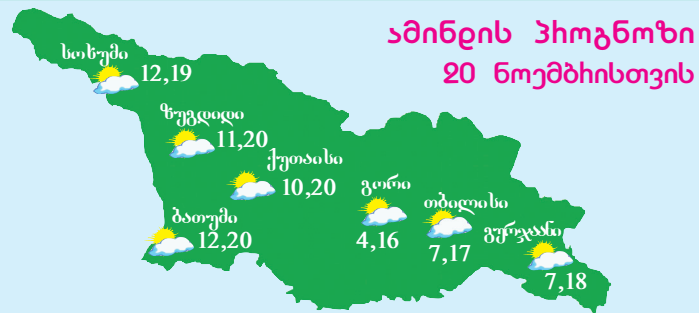 ამინდის პროგნოზი
20 ნოემბრისთვის
სოხუმი
12,19
ზუგდიდი
11,20
ქუთაისი
10,20
გორი
4,16
თბილისი
7,17
გურჯაანი
7,18
ბათუმი
12,20